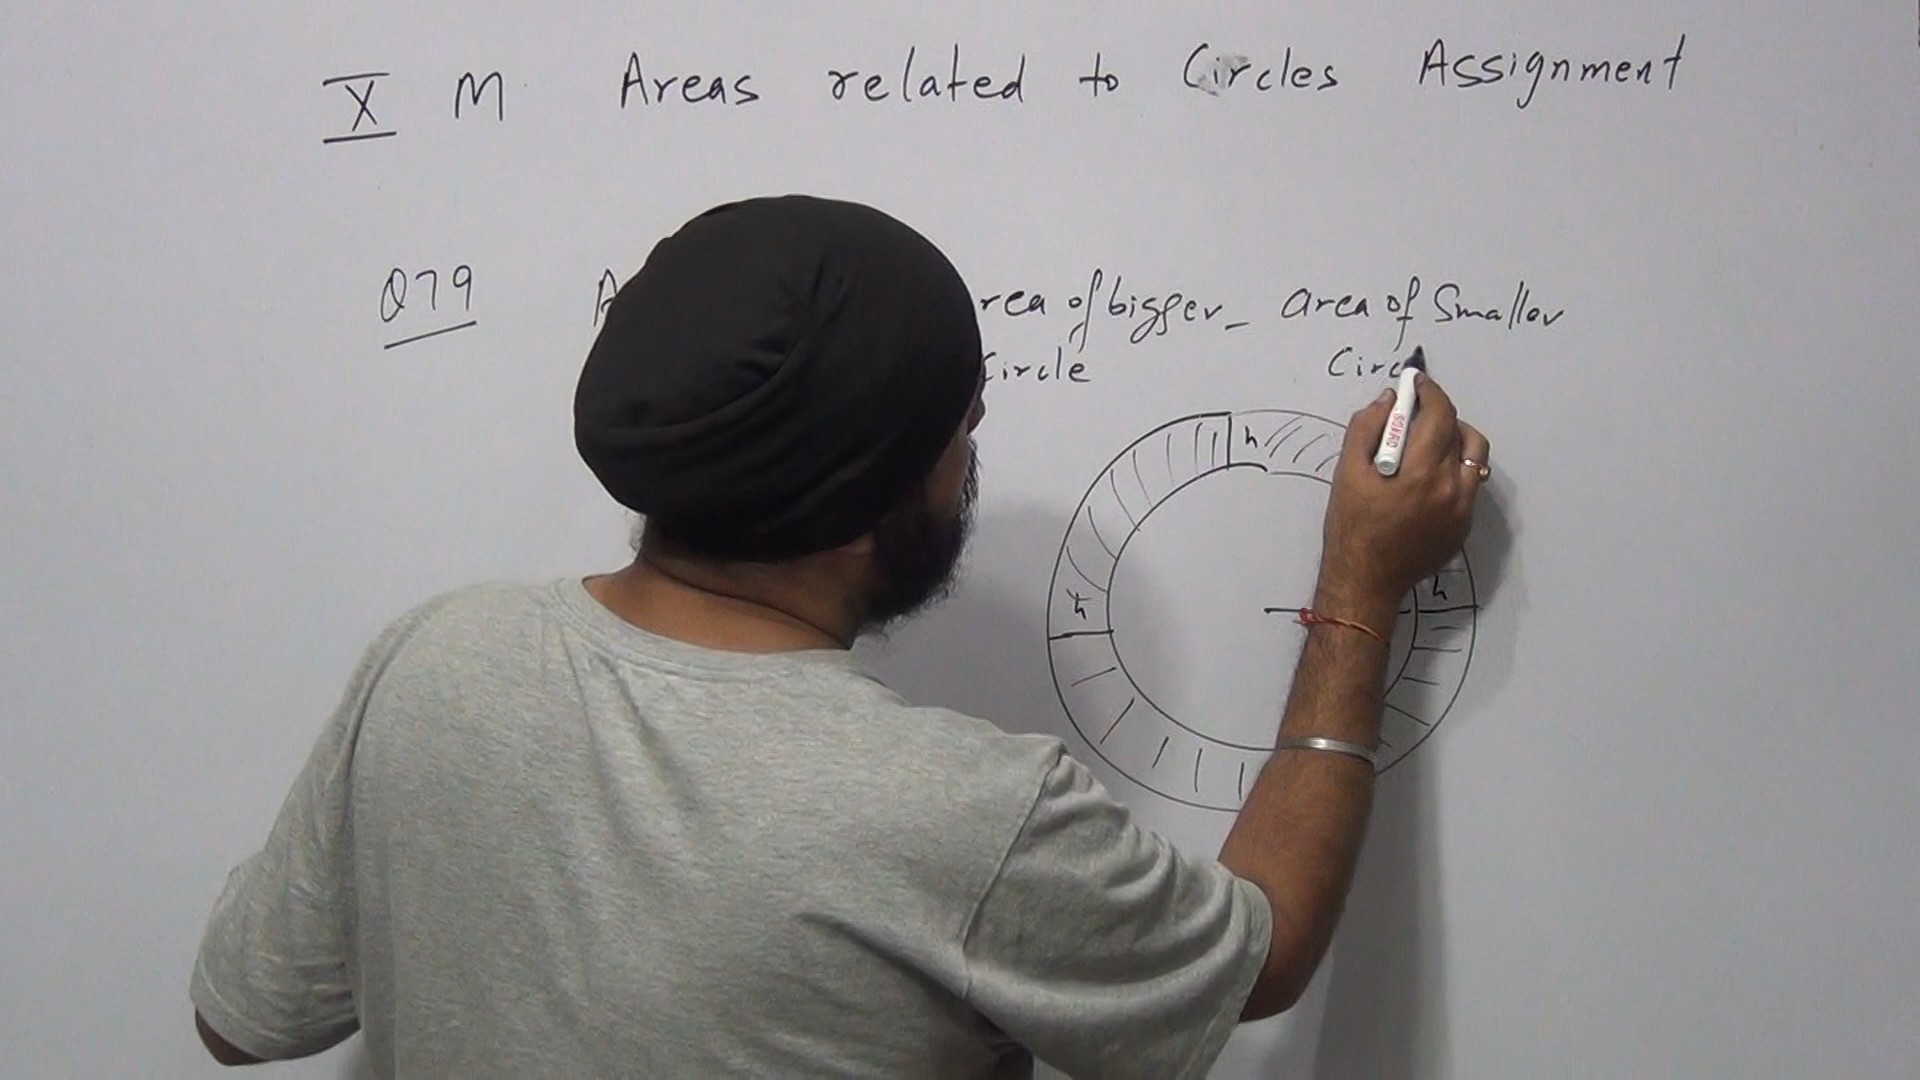 X M Areas related to Circles Assignment
Q79 rea of bigger - area of Smaller
Circle Circ
h
h
h